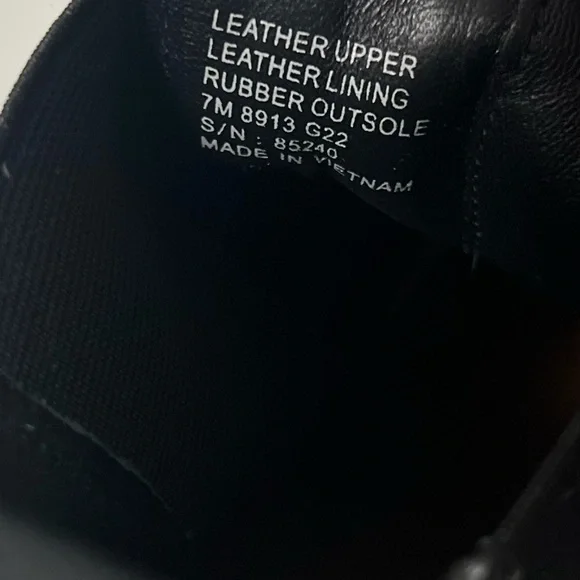 LEATHER UPPER
LEATHER LINING
RUBBER OUTSOLE
7M 8913 G22
S/N : 85240
MADE IN VIETNAM